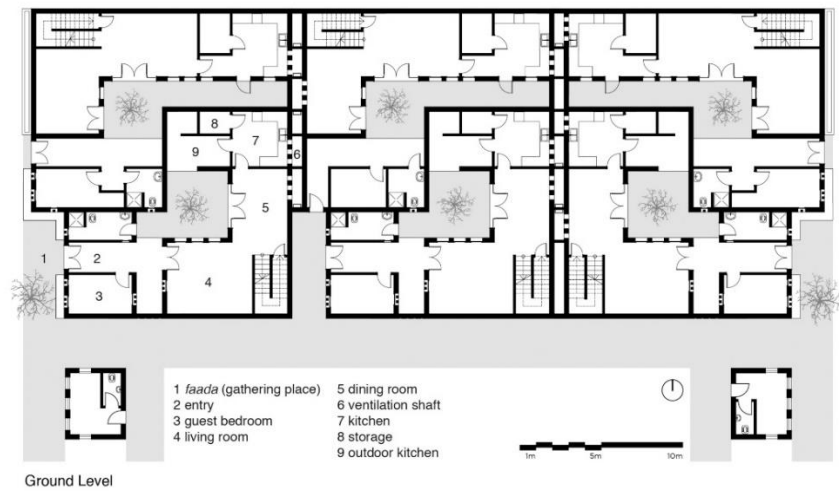 8
7
9
6
5
1
2
4
3
1 faada (gathering place)
2 entry
3 guest bedroom
4 living room
5 dining room
6 ventilation shaft
7 kitchen
8 storage
9 outdoor kitchen
1m 5m 10m
Ground Level